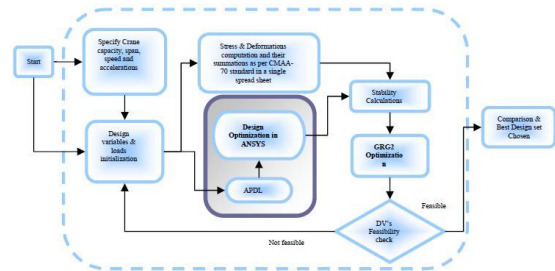 Start
Specify Crane
capacity, span,
speed and
accelerations
Design
variables &
loads
initialization
Stress & Deformations
computation and their
summations as per CMAA-
70 standard in a single
spread sheet
Design
Optimization in
ANSYS
APDL
Stability
Calculations
GRG2
Optimizatio
n
DV's
Feasibility
check
Feasible
Not feasible
Comparison &
Best Design set
Chosen